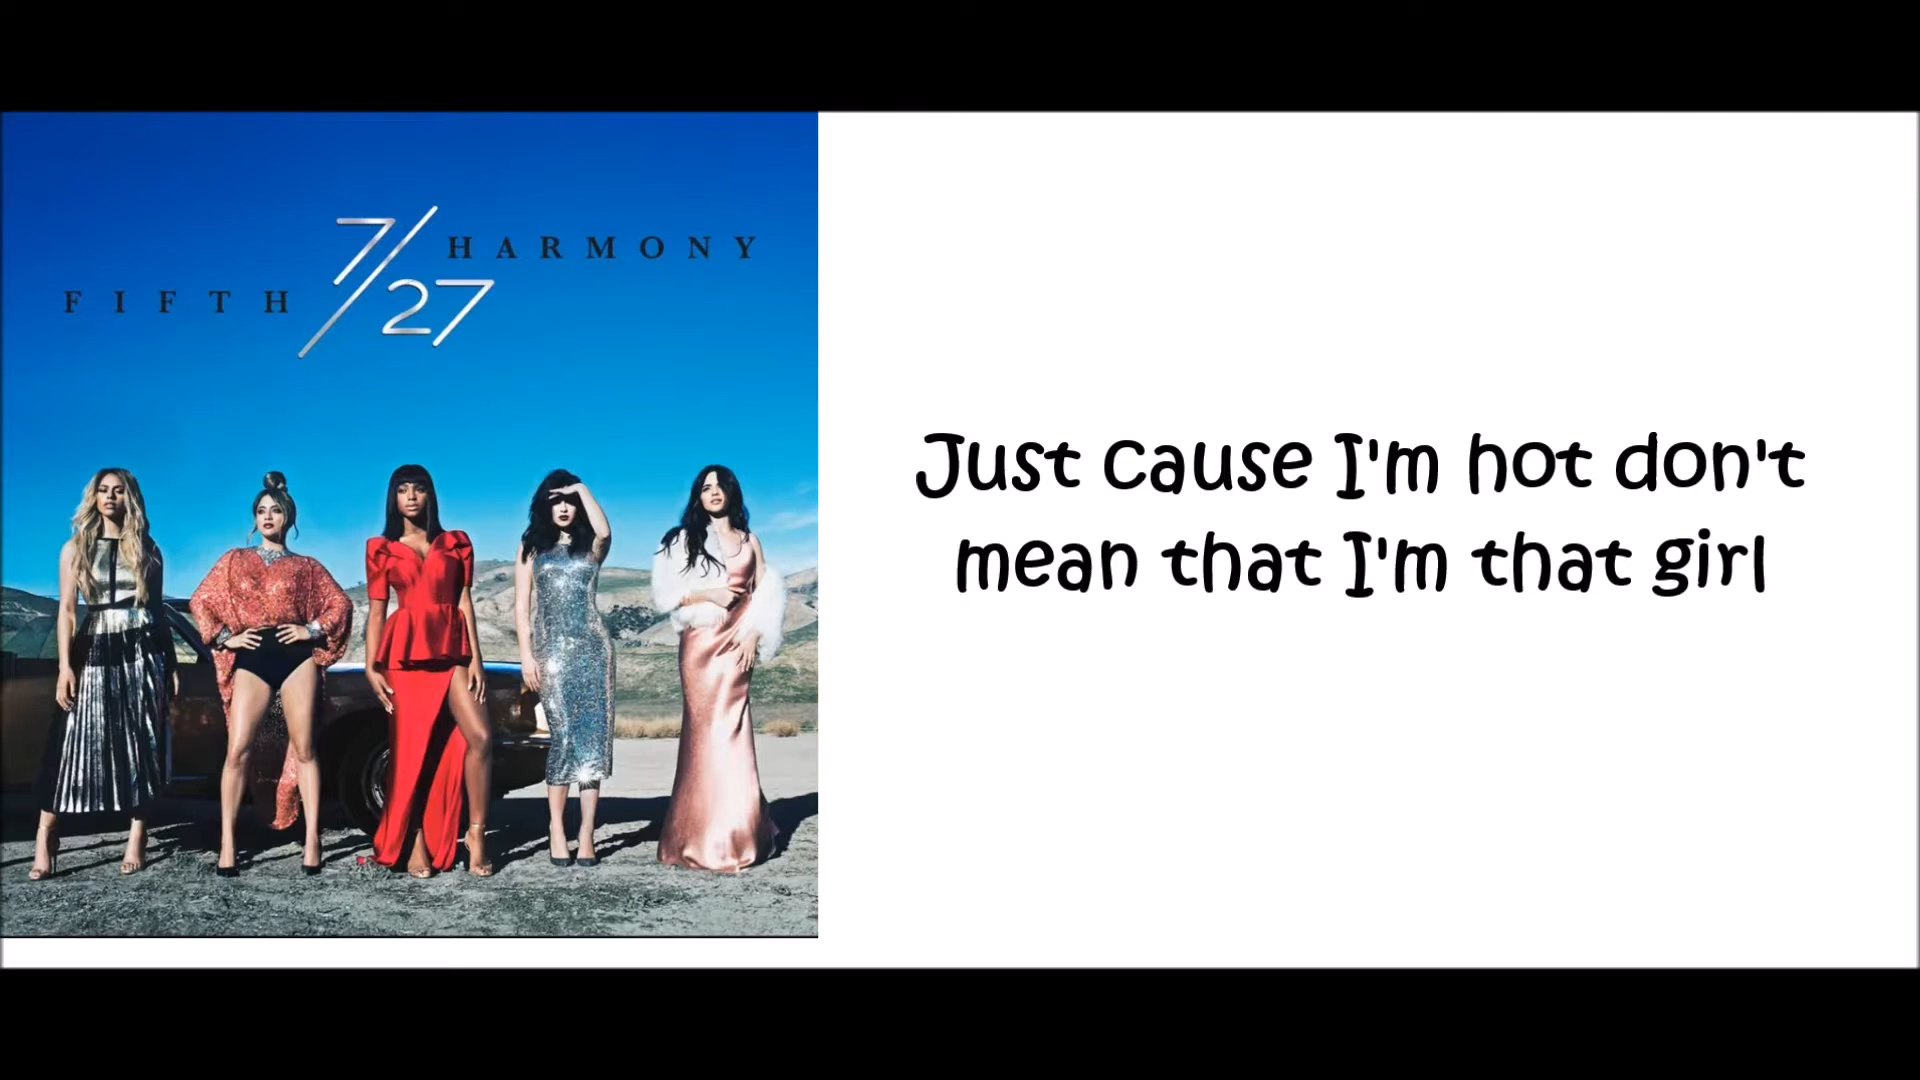 7/27
FIFTH HARMONY
Just cause I'm hot don't
mean that I'm that girl